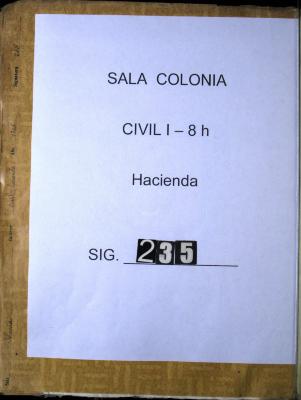 SALA COLONIA
CIVIL I – 8 h
Hacienda
SIG. 235